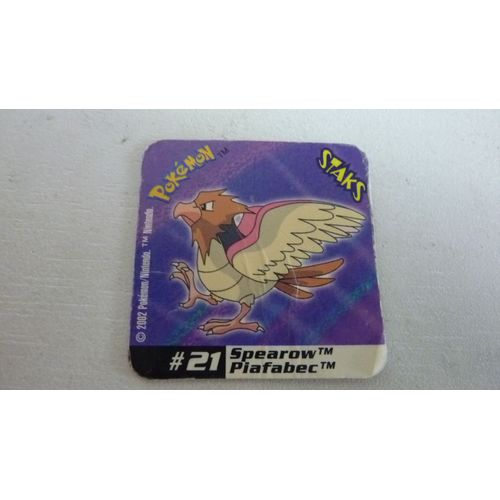 POKéMON™
STAKS
© 2002 Pokémon/Nintendo. ™ Nintendo.
#21 Spearow™
Piafabec™